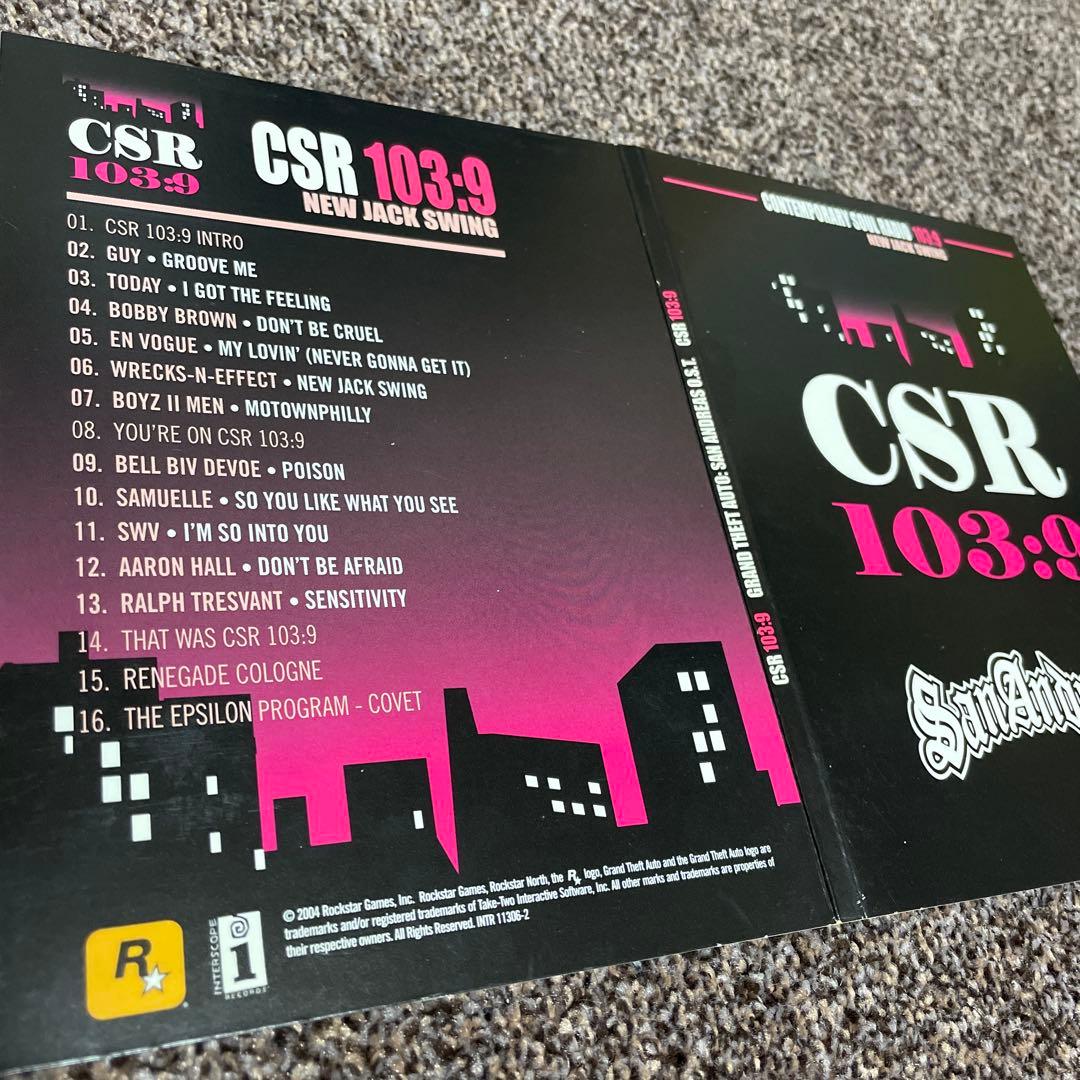 CSR
103:9
CSR 103:9
NEW JACK SWING
01. CSR 103:9 INTRO
02. GUY • GROOVE ME
03. TODAY • I GOT THE FEELING
04. BOBBY BROWN • DON'T BE CRUEL
05. EN VOGUE • MY LOVIN' (NEVER GONNA GET IT)
06. WRECKS-N-EFFECT • NEW JACK SWING
07. BOYZ II MEN • MOTOWNPHILLY
08. YOU'RE ON CSR 103:9
09. BELL BIV DEVOE • POISON
10. SAMUELLE • SO YOU LIKE WHAT YOU SEE
11. SWV • I'M SO INTO YOU
12. AARON HALL • DON'T BE AFRAID
13. RALPH TRESVANT • SENSITIVITY
14. THAT WAS CSR 103:9
15. RENEGADE COLOGNE
16. THE EPSILON PROGRAM - COVET
R
INTERSCOPE
i
RECORDS
© 2004 Rockstar Games, Inc. Rockstar Games, Rockstar North, the R logo, Grand Theft Auto and the Grand Theft Auto logo are
trademarks and/or registered trademarks of Take-Two Interactive Software, Inc. All other marks and trademarks are properties of
their respective owners. All Rights Reserved. INTR 11306-2
CSR 103:9 GRAND THEFT AUTO: SAN ANDREAS O.S.T. CSR 103:9
CONTEMPORARY SOUL RADIO 103:9
NEW JACK SWING
CSR
103:9
San And